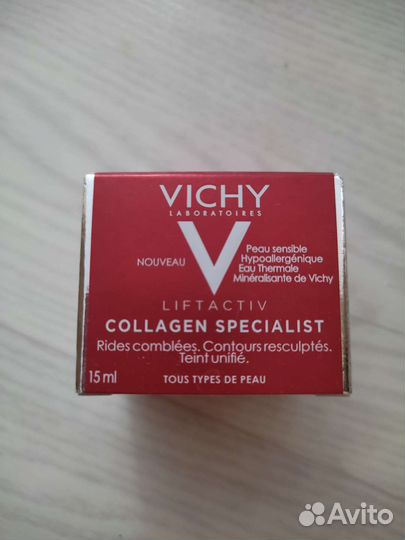 VICHY
LABORATOIRES
NOUVEAU
Peau sensible
Hypoallergénique
Eau Thermale
Minéralisante de Vichy
LIFTACTIV
COLLAGEN SPECIALIST
Rides comblées. Contours resculptés.
Teint unifié.
15 ml
TOUS TYPES DE PEAU
Avito